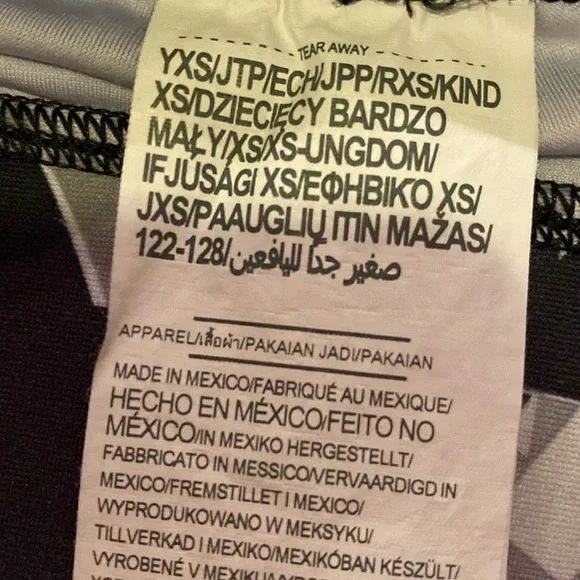 TEAR AWAY
YXS/JTP/ECH/JPP/RXS/KIND
XS/DZIECIĘCY BARDZO
MAŁY/XS/XS-UNGDOM/
IFJÚSÁGI XS/ΕΦΗΒΙΚΌ XS/
JXS/PAAUGLIŲ ITIN MAŽAS/
122-128/صغير جداً لليافعين
APPAREL/เสื้อผ้า/PAKAIAN JADI/PAKAIAN
MADE IN MEXICO/FABRIQUÉ AU MEXIQUE/
HECHO EN MÉXICO/FEITO NO
MÉXICO/IN MEXIKO HERGESTELLT/
FABBRICATO IN MESSICO/VERVAARDIGD IN
MEXICO/FREMSTILLET I MEXICO/
WYPRODUKOWANO W MEKSYKU/
TILLVERKAD I MEXIKO/MEXIKÓBAN KÉSZÜLT/
VYROBENÉ V MEXIKU/